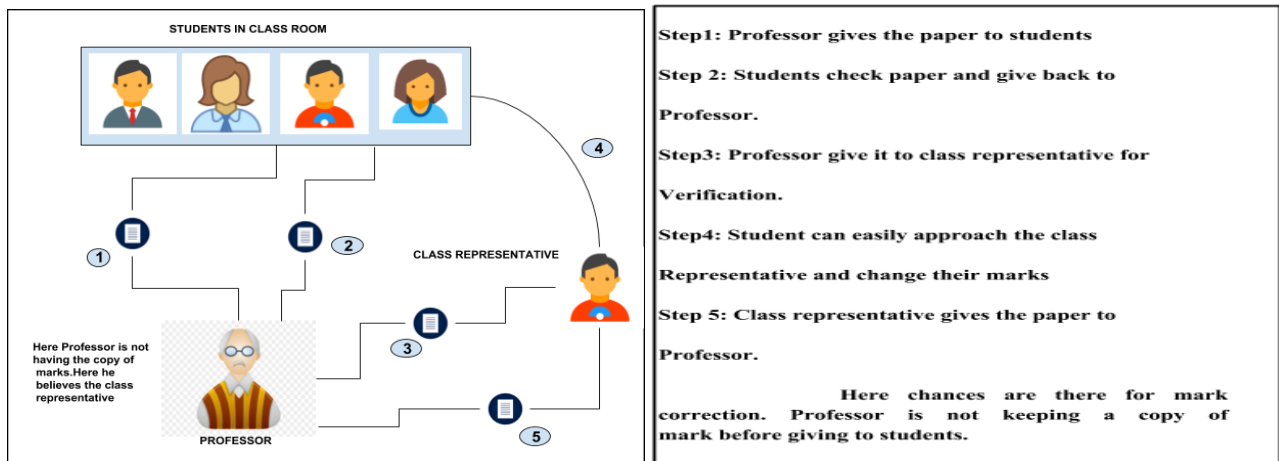 STUDENTS IN CLASS ROOM
4
1
2
CLASS REPRESENTATIVE
3
Here Professor is not
having the copy of
marks.Here he
believes the class
representative
5
PROFESSOR
Step1: Professor gives the paper to students
Step 2: Students check paper and give back to
Professor.
Step3: Professor give it to class representative for
Verification.
Step4: Student can easily approach the class
Representative and change their marks
Step 5: Class representative gives the paper to
Professor.
Here chances are there for mark
correction. Professor is not keeping a copy of
mark before giving to students.